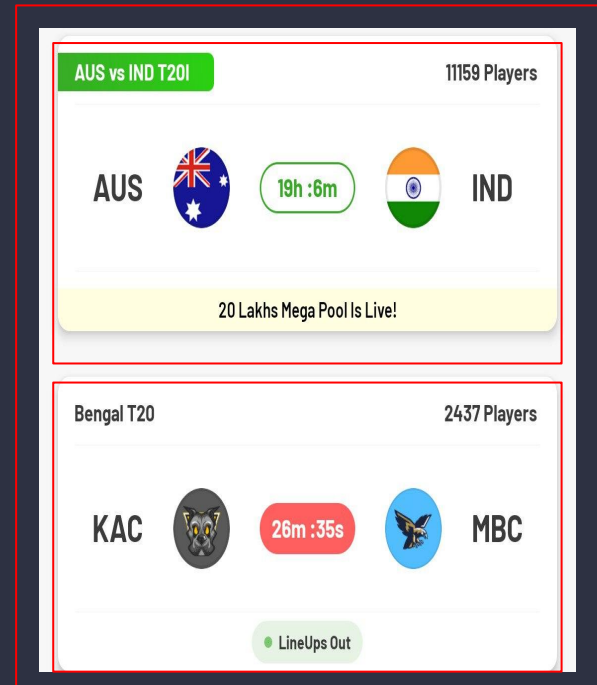 AUS vs IND T20I
11159 Players
AUS
19h :6m
IND
20 Lakhs Mega Pool Is Live!
Bengal T20
2437 Players
KAC
26m :35s
MBC
LineUps Out